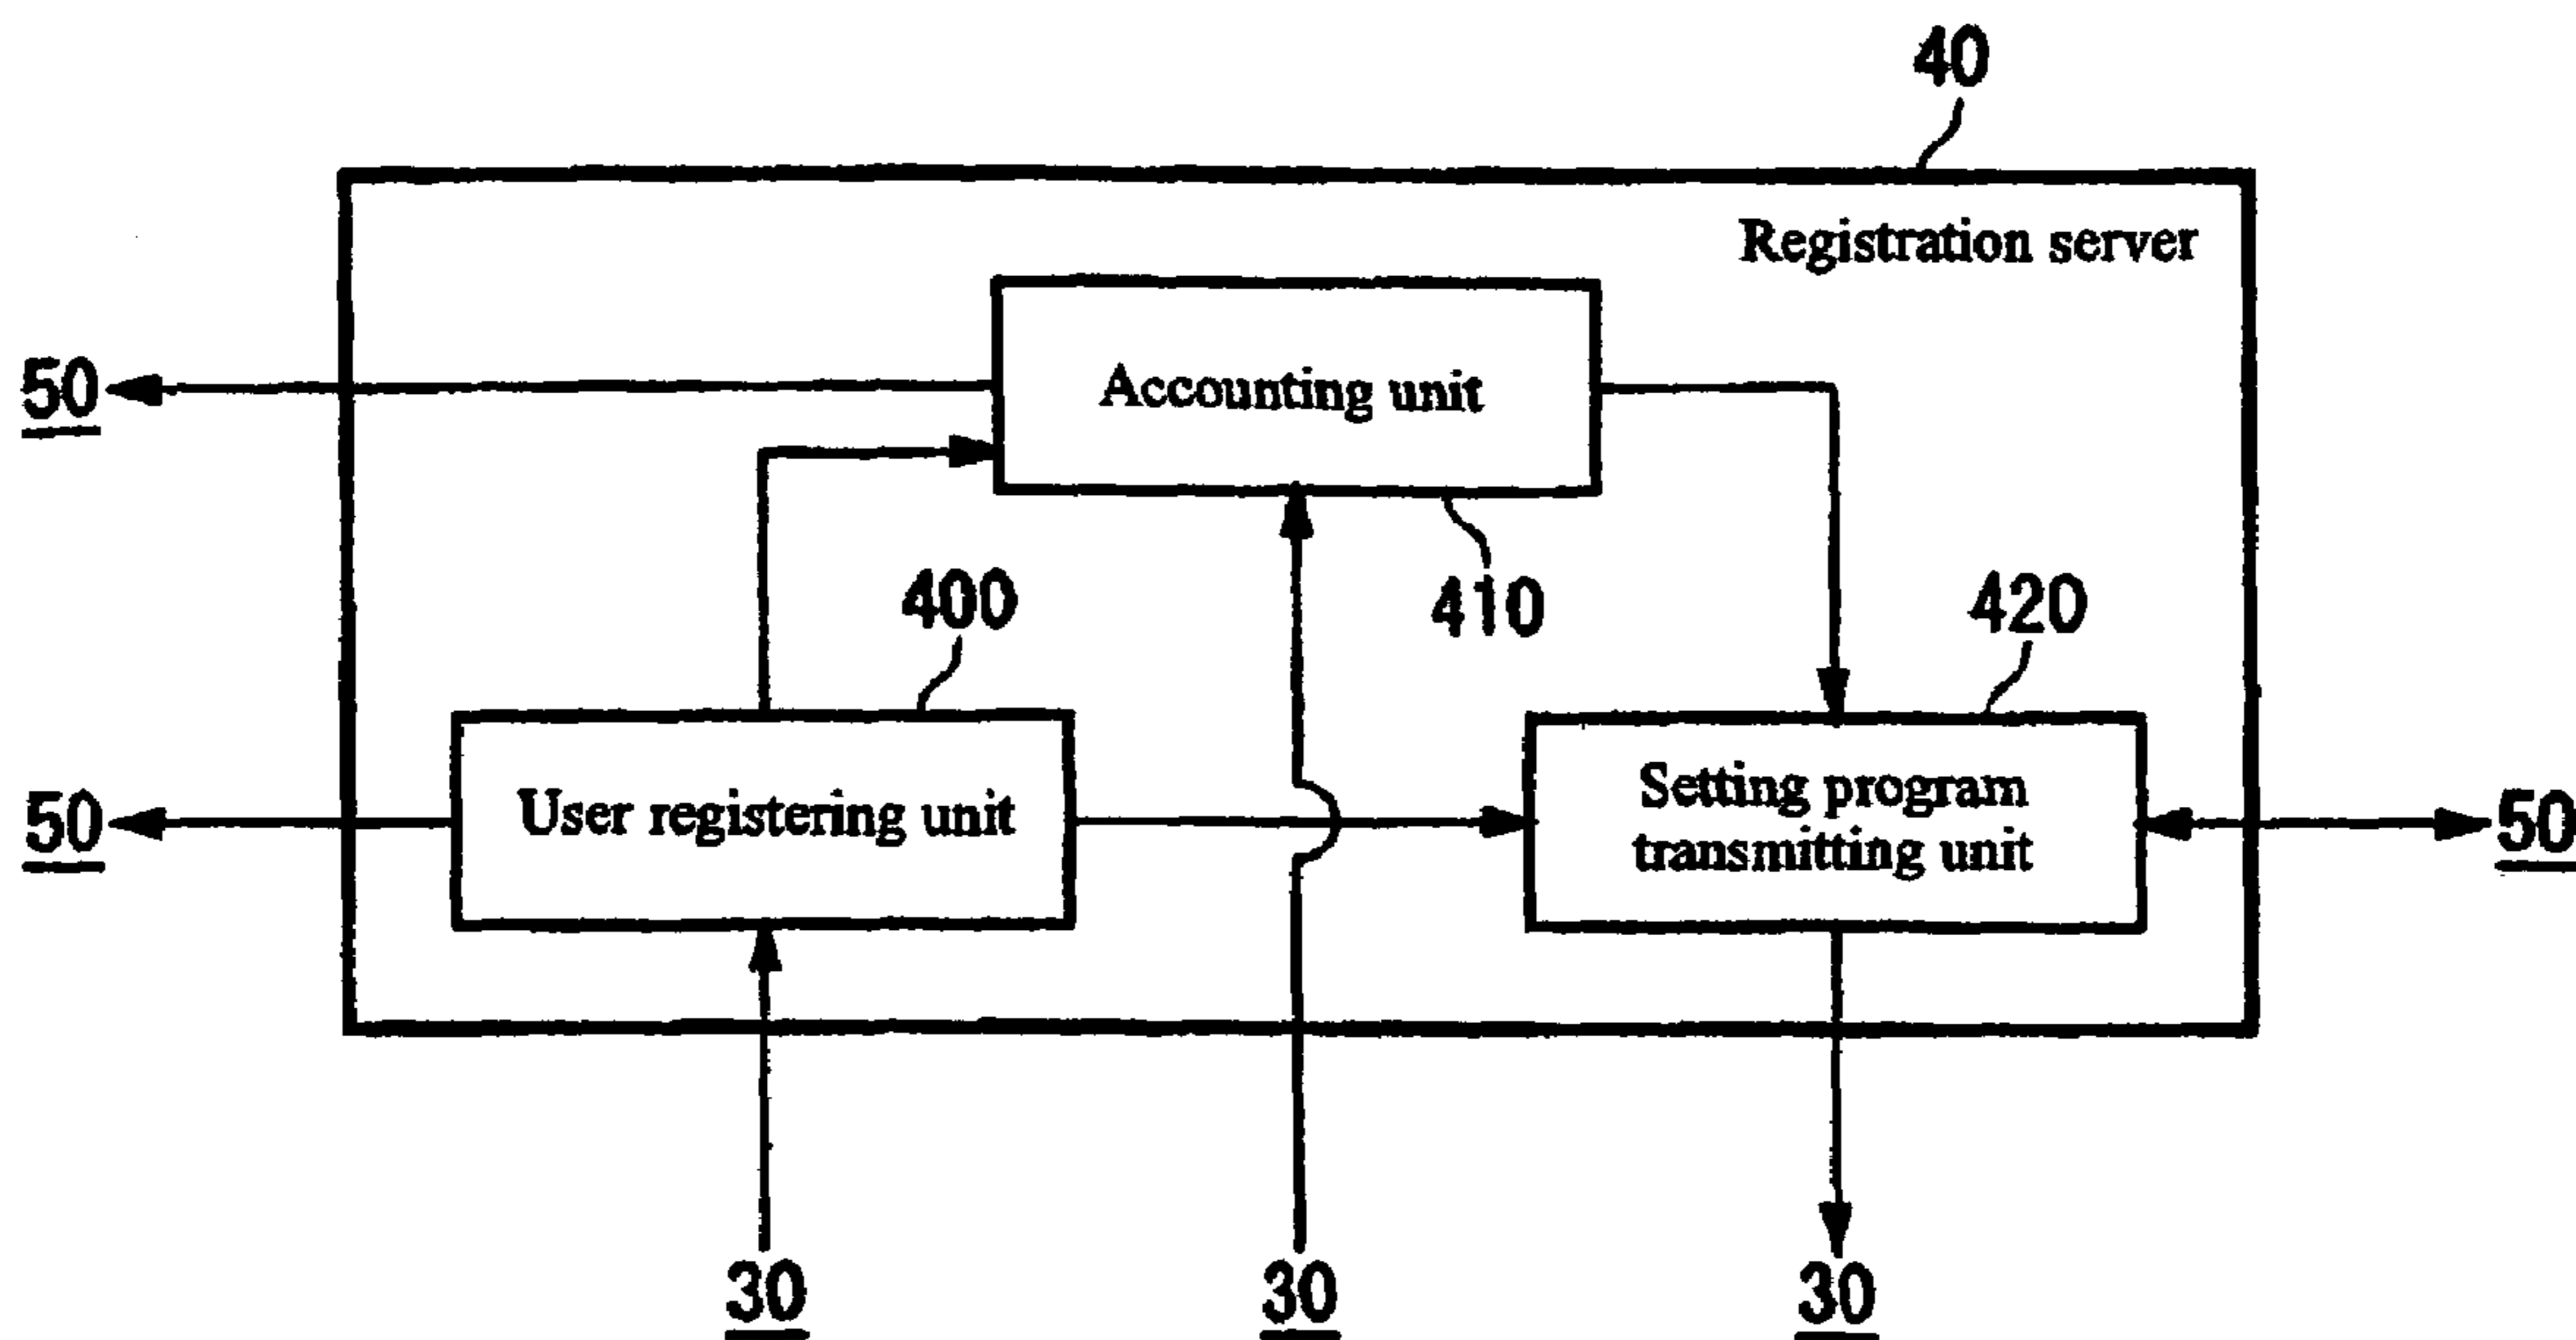 40
Registration server
Accounting unit
50
410
400
420
User registering unit
Setting program
transmitting unit
50
50
30
30
30